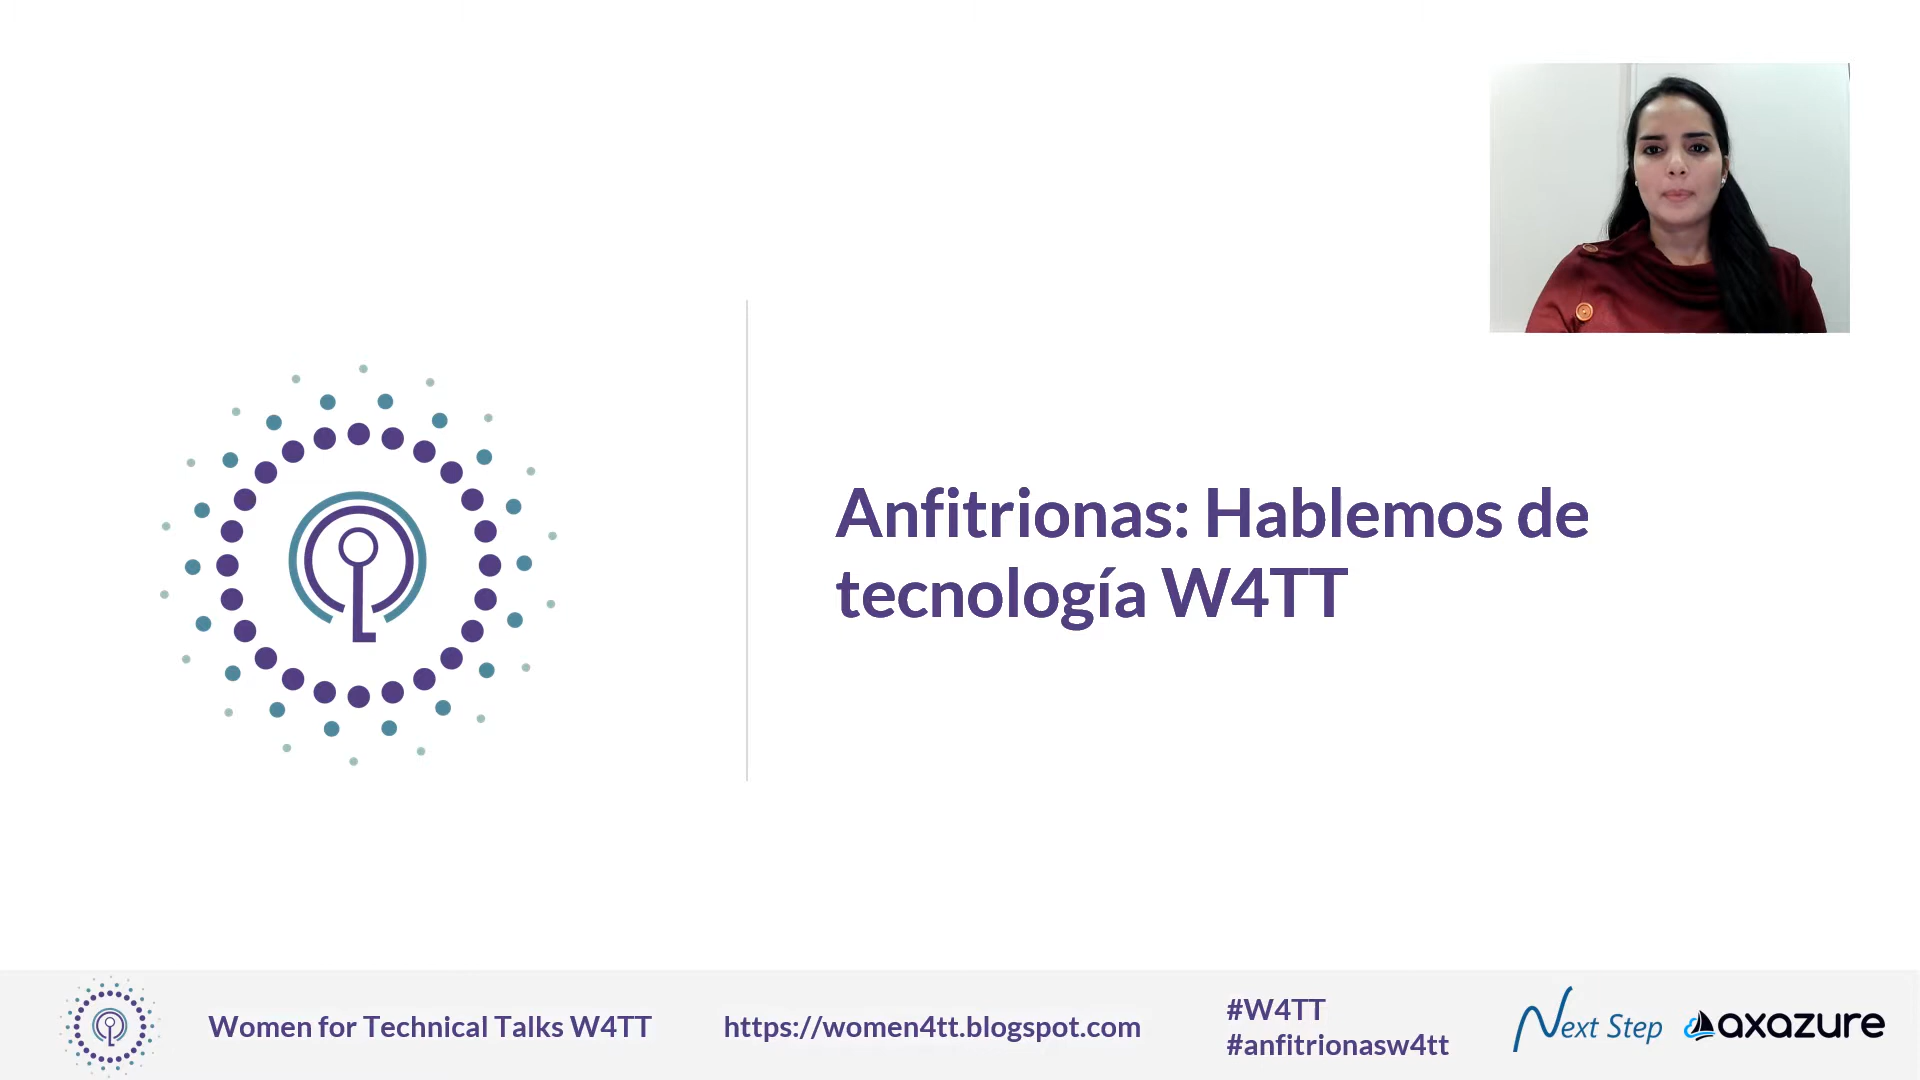 Anfitrionas: Hablemos de
tecnología W4TT
Women for Technical Talks W4TT
https://women4tt.blogspot.com
#W4TT
#anfitrionasw4tt
Next Step
axazure